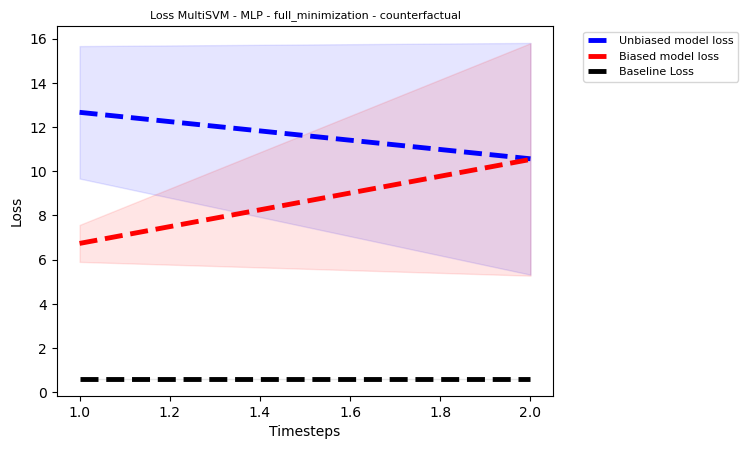 Loss MultiSVM - MLP - full_minimization - counterfactual
Unbiased model loss
Biased model loss
Baseline Loss
Loss
16
14
12
10
8
6
4
2
0
1.0 1.2 1.4 1.6 1.8 2.0
Timesteps